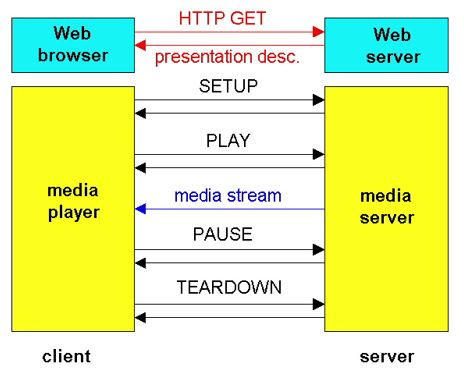 HTTP GET
Web
browser
Web
server
presentation desc.
SETUP
PLAY
media
player
media stream
media
server
PAUSE
TEARDOWN
client
server